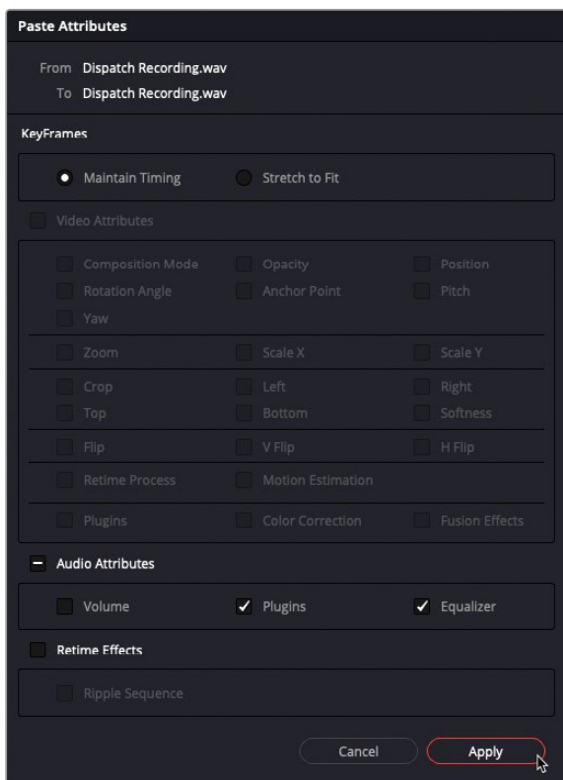 Paste Attributes
From Dispatch Recording.wav
To Dispatch Recording.wav
KeyFrames
Maintain Timing Stretch to Fit
Video Attributes
Composition Mode Opacity Position
Rotation Angle Anchor Point Pitch
Yaw
Zoom Scale X Scale Y
Crop Left Right
Top Bottom Softness
Flip V Flip H Flip
Retime Process Motion Estimation
Plugins Color Correction Fusion Effects
Audio Attributes
Volume Plugins Equalizer
Retime Effects
Ripple Sequence
Cancel Apply